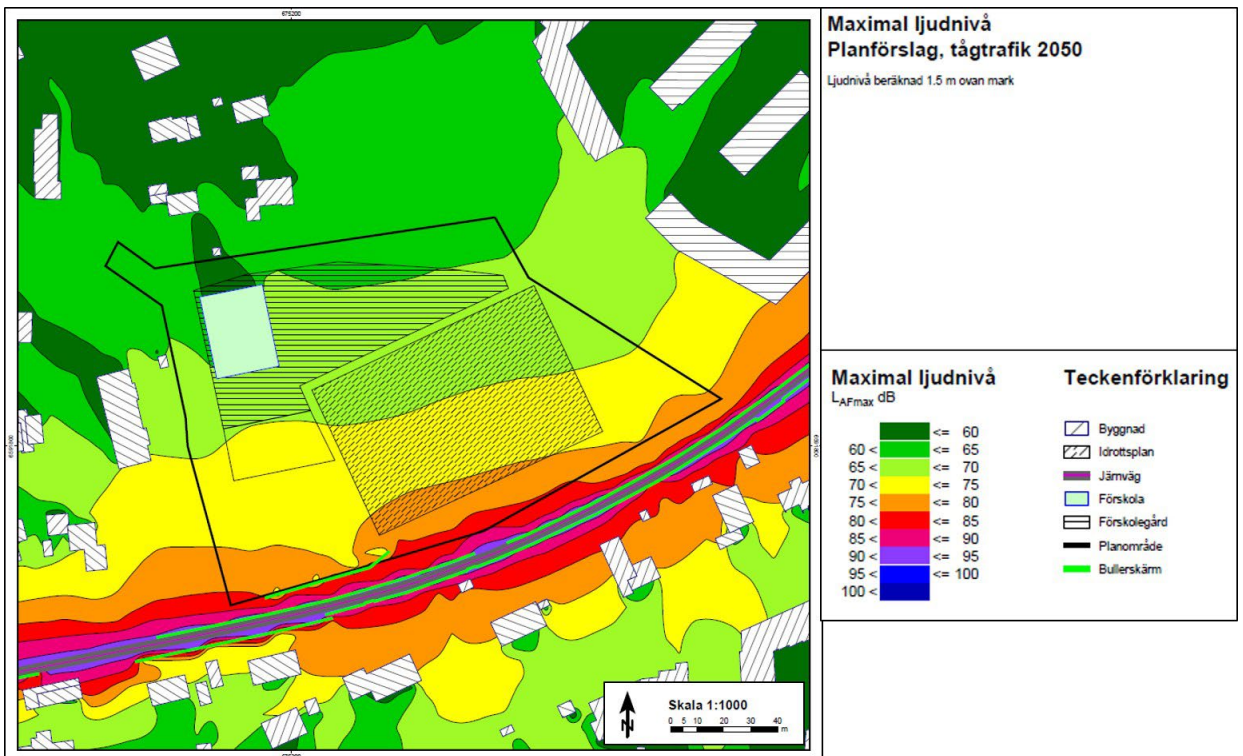 675200
Maximal ljudnivå
Planförslag, tågtrafik 2050
Ljudnivå beräknad 1.5 m ovan mark
Maximal ljudnivå
LAFmax dB
<= 60
60 < <= 65
65 < <= 70
70 < <= 75
75 < <= 80
80 < <= 85
85 < <= 90
90 < <= 95
95 < <= 100
100 <
Teckenförklaring
Byggnad
Idrottsplan
Järnväg
Förskola
Förskolegård
Planområde
Bullerskärm
N
Skala 1:1000
0 5 10 20 30 40
m
675200